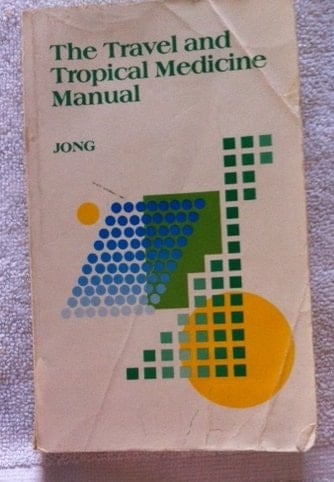 The Travel and
Tropical Medicine
Manual
JONG